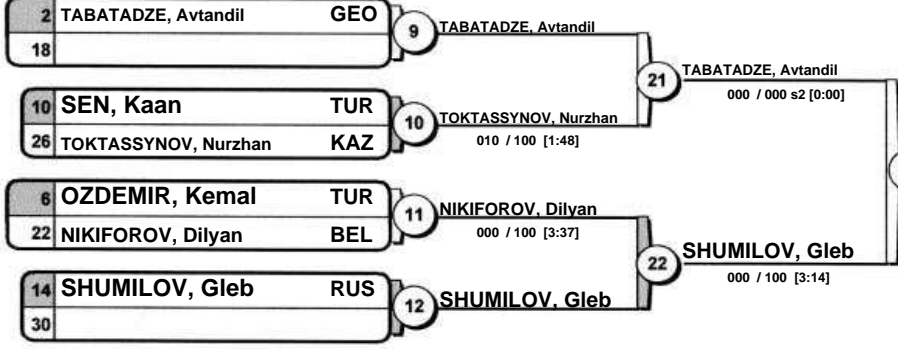 2 TABATADZE, Avtandil GEO
18
9
TABATADZE, Avtandil
10 SEN, Kaan TUR
26 TOKTASSYNOV, Nurzhan KAZ
10
TOKTASSYNOV, Nurzhan
010 / 100 [1:48]
21
TABATADZE, Avtandil
000 / 000 s2 [0:00]
6 OZDEMIR, Kemal TUR
22 NIKIFOROV, Dilyan BEL
11
NIKIFOROV, Dilyan
000 / 100 [3:37]
14 SHUMILOV, Gleb RUS
30
12
SHUMILOV, Gleb
22
SHUMILOV, Gleb
000 / 100 [3:14]